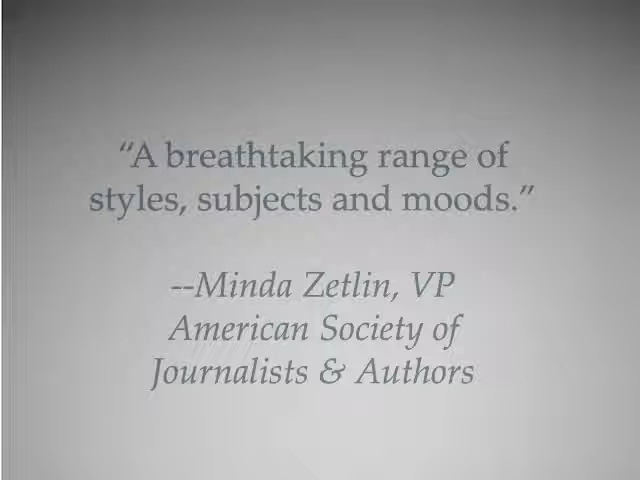 “A breathtaking range of
styles, subjects and moods.”
--Minda Zetlin, VP
American Society of
Journalists & Authors